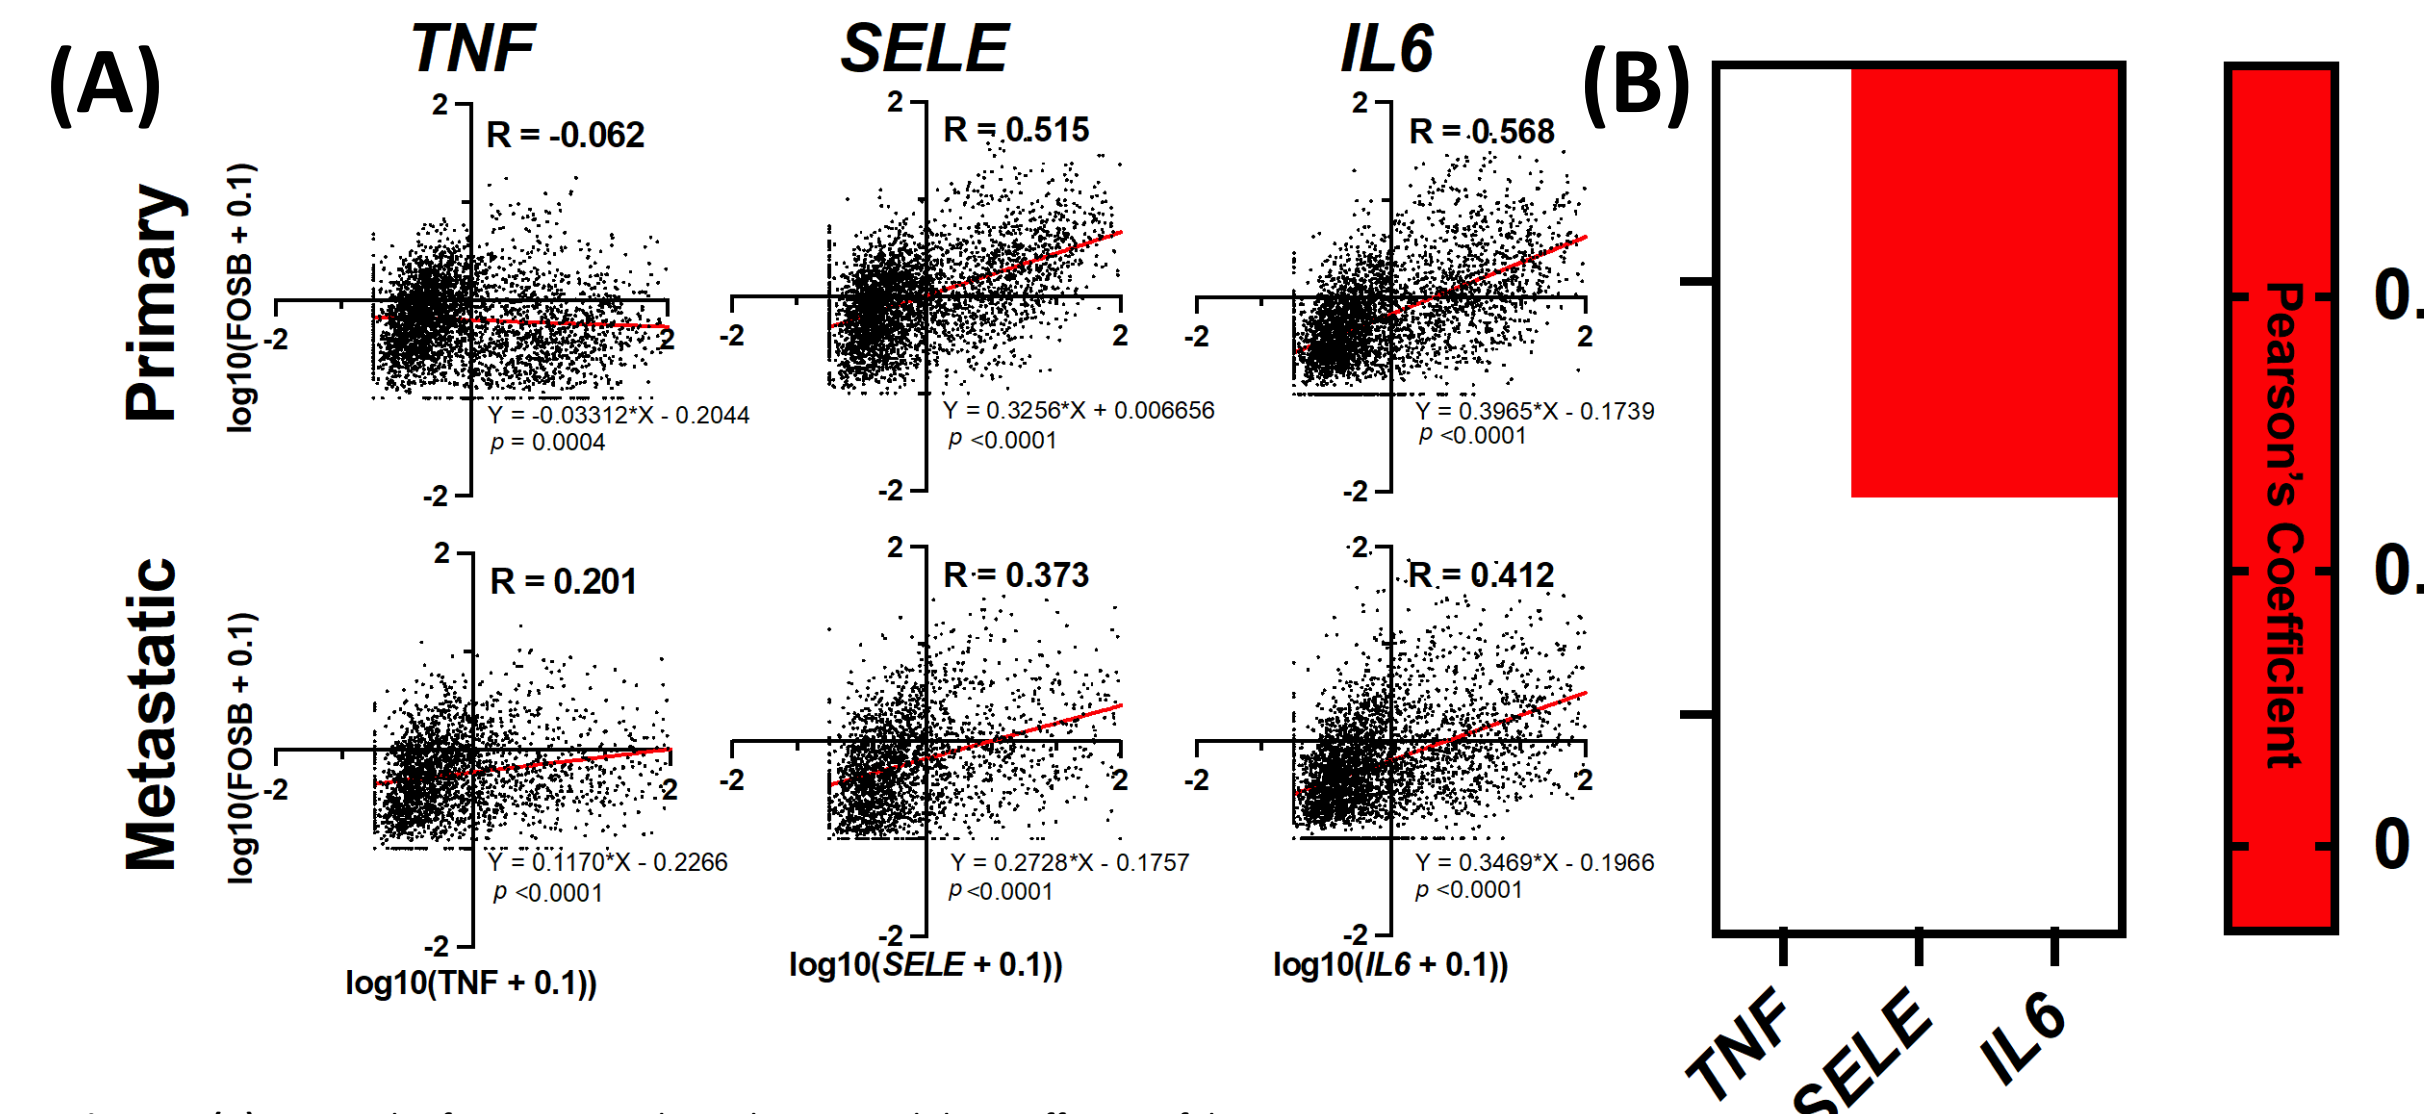 (A)
TNF
SELE
IL6
(B)
Primary
log10(FOSB + 0.1)
2
R = -0.062
-2
2
Y = -0.03312*X - 0.2044
p = 0.0004
-2
2
R = 0.515
-2
2
Y = 0.3256*X + 0.006656
p <0.0001
-2
2
R = 0.568
-2
2
Y = 0.3965*X - 0.1739
p <0.0001
-2
Metastatic
log10(FOSB + 0.1)
2
R = 0.201
-2
2
Y = 0.1170*X - 0.2266
p <0.0001
-2
log10(TNF + 0.1))
2
R = 0.373
-2
2
Y = 0.2728*X - 0.1757
p <0.0001
-2
log10(SELE + 0.1))
2
R = 0.412
-2
2
Y = 0.3469*X - 0.1966
p <0.0001
-2
log10(IL6 + 0.1))
TNF
SELE
IL6
Pearson's Coefficient
0.
0.
0